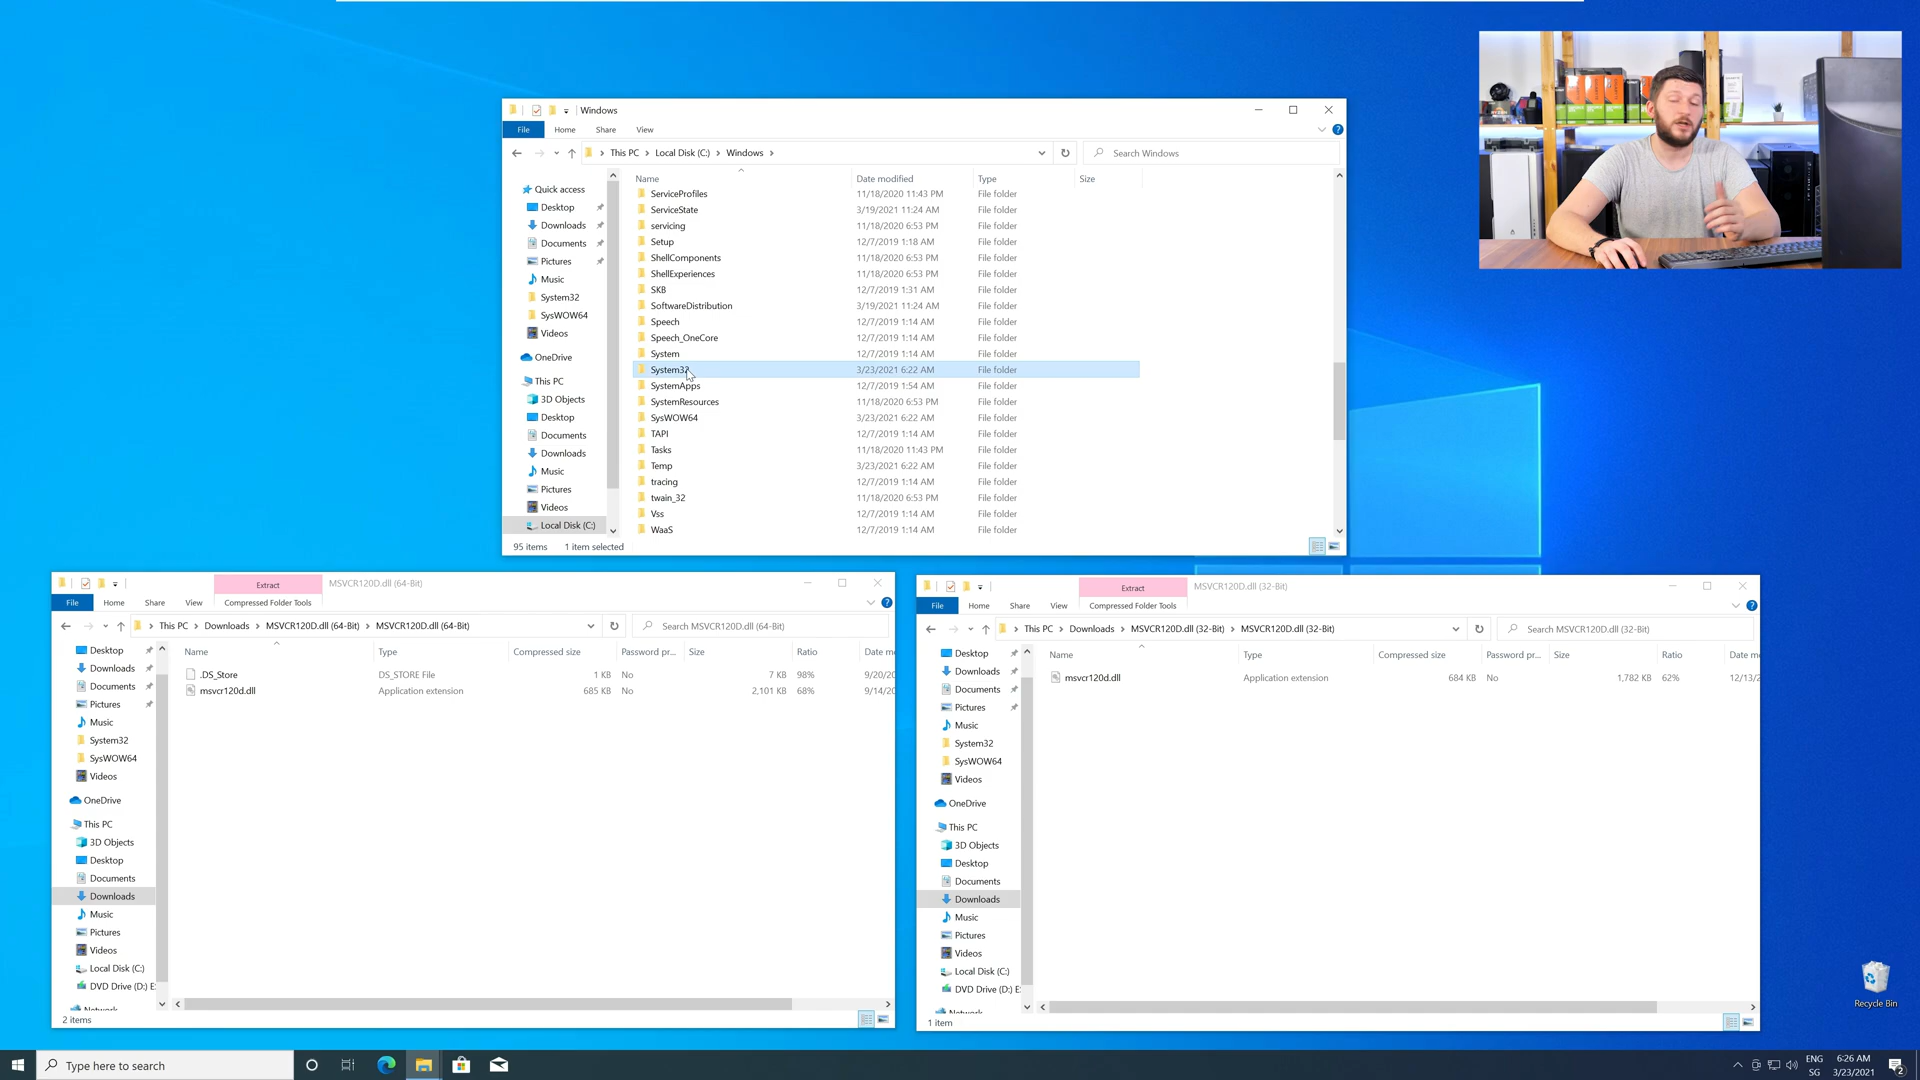 Windows
File Home Share View
This PC Local Disk (C:) Windows
Search Windows
Name Date modified Type Size
Quick access
Desktop
Downloads
Documents
Pictures
Music
System32
SysWOW64
Videos
OneDrive
This PC
3D Objects
Desktop
Documents
Downloads
Music
Pictures
Videos
Local Disk (C:)
ServiceProfiles 11/18/2020 11:43 PM File folder
ServiceState 3/19/2021 11:24 AM File folder
servicing 11/18/2020 6:53 PM File folder
Setup 12/7/2019 1:18 AM File folder
ShellComponents 11/18/2020 6:53 PM File folder
ShellExperiences 11/18/2020 6:53 PM File folder
SKB 12/7/2019 1:31 AM File folder
SoftwareDistribution 3/19/2021 11:24 AM File folder
Speech 12/7/2019 1:14 AM File folder
Speech_OneCore 12/7/2019 1:14 AM File folder
System 12/7/2019 1:14 AM File folder
System32 3/23/2021 6:22 AM File folder
SystemApps 12/7/2019 1:54 AM File folder
SystemResources 11/18/2020 6:53 PM File folder
SysWOW64 3/23/2021 6:22 AM File folder
TAPI 12/7/2019 1:14 AM File folder
Tasks 11/18/2020 11:43 PM File folder
Temp 3/23/2021 6:22 AM File folder
tracing 12/7/2019 1:14 AM File folder
twain_32 11/18/2020 6:53 PM File folder
Vss 12/7/2019 1:14 AM File folder
WaaS 12/7/2019 1:14 AM File folder
95 items 1 item selected
Extract MSVCR120D.dll (64-Bit)
File Home Share View Compressed Folder Tools
This PC Downloads MSVCR120D.dll (64-Bit) MSVCR120D.dll (64-Bit)
Search MSVCR120D.dll (64-Bit)
Name Type Compressed size Password pr... Size Ratio Date m
.DS_Store DS_STORE File 1 KB No 7 KB 98% 9/20/20
msvcr120d.dll Application extension 685 KB No 2,101 KB 68% 9/14/20
Desktop
Downloads
Documents
Pictures
Music
System32
SysWOW64
Videos
OneDrive
This PC
3D Objects
Desktop
Documents
Downloads
Music
Pictures
Videos
Local Disk (C:)
DVD Drive (D:) E
Network
2 items
Extract MSVCR120D.dll (32-Bit)
File Home Share View Compressed Folder Tools
This PC Downloads MSVCR120D.dll (32-Bit) MSVCR120D.dll (32-Bit)
Search MSVCR120D.dll (32-Bit)
Name Type Compressed size Password pr... Size Ratio Date m
msvcr120d.dll Application extension 684 KB No 1,782 KB 62% 12/13/2
Desktop
Downloads
Documents
Pictures
Music
System32
SysWOW64
Videos
OneDrive
This PC
3D Objects
Desktop
Documents
Downloads
Music
Pictures
Videos
Local Disk (C:)
DVD Drive (D:) E
Network
1 item
Recycle Bin
Type here to search
ENG
SG
6:26 AM
3/23/2021
2